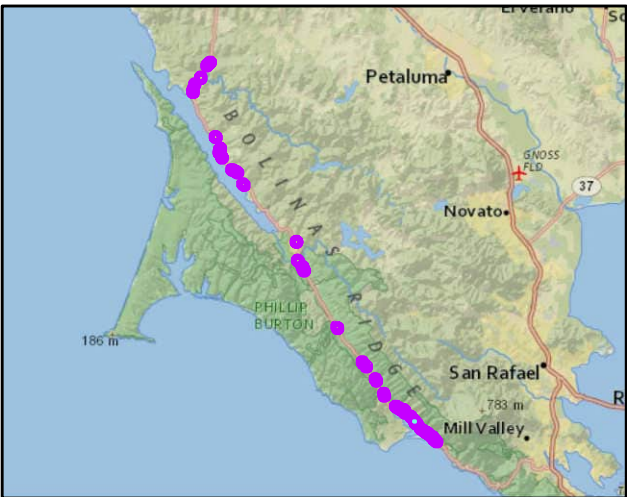 El Verano
Petaluma
BOLINAS RIDGE
GNOSS
FLD
37
Novato
PHILLIP
BURTON
186 m
San Rafael
783 m
Mill Valley